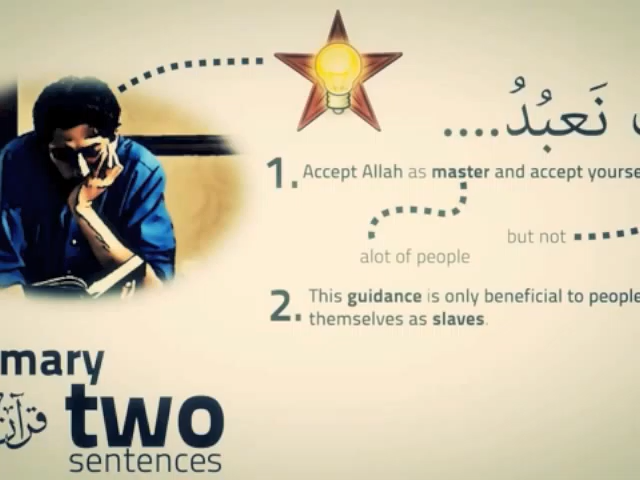 نَعبُدُ ....
1. Accept Allah as master and accept yourse
alot of people
but not
2. This guidance is only beneficial to people
themselves as slaves.
mary
قرآن
two
sentences